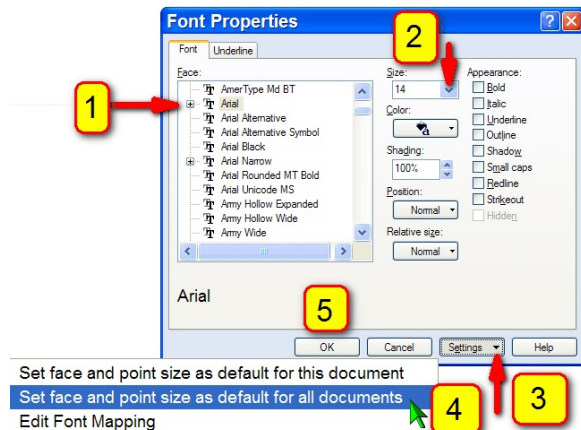 Font Properties
Font Underline
Face:
AmerType Md BT
Arial
Arial Alternative
Arial Alternative Symbol
Arial Black
Arial Narrow
Arial Rounded MT Bold
Arial Unicode MS
Army Hollow Expanded
Army Hollow Wide
Army Wide
Size:
14
Color:
Shading:
100%
Position:
Normal
Relative size:
Normal
Appearance:
Bold
Italic
Underline
Outline
Shadow
Small caps
Redline
Strikeout
Hidden
1
2
Arial
5
OK Cancel Settings Help
Set face and point size as default for this document
Set face and point size as default for all documents
Edit Font Mapping
4
3